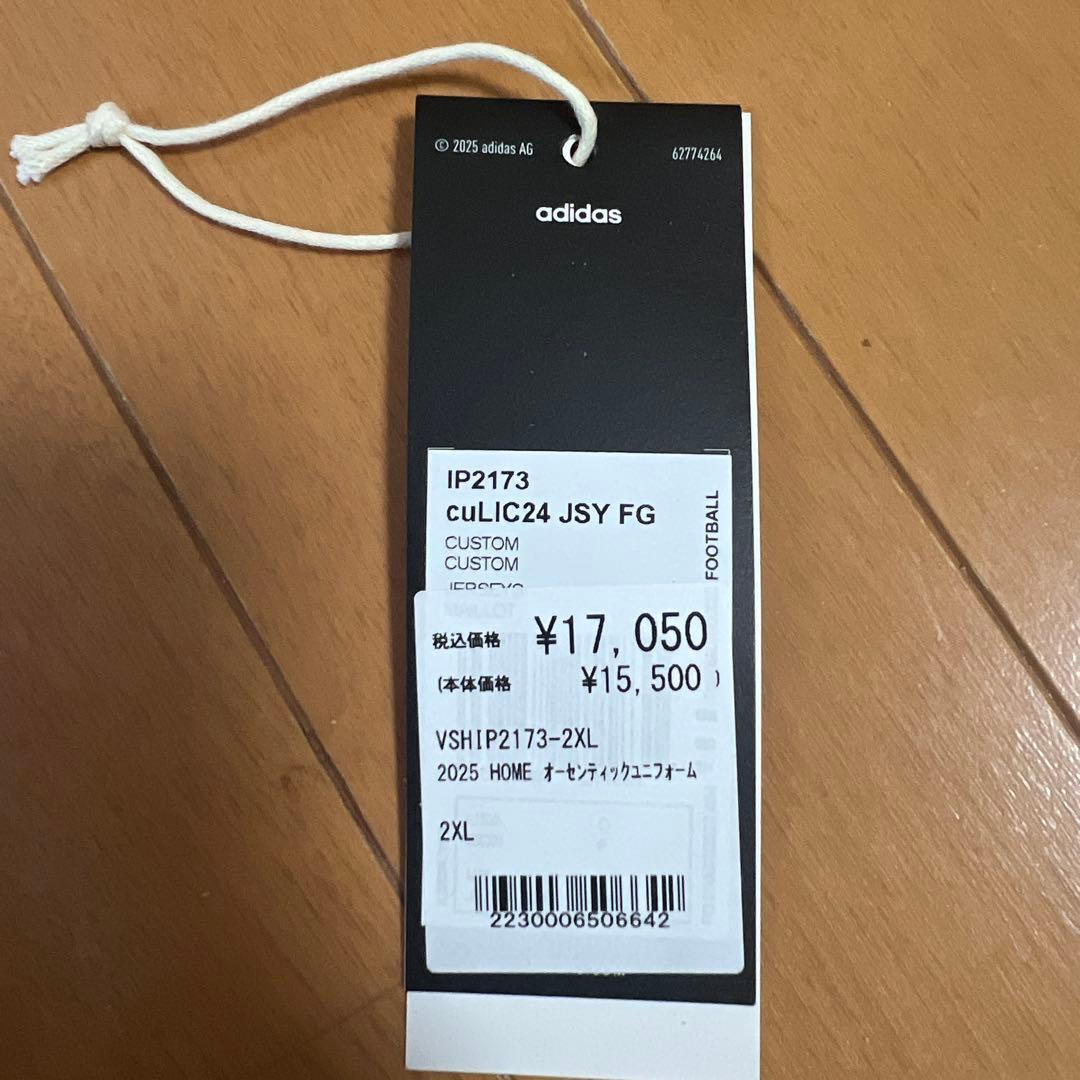 © 2025 adidas AG
62774264
adidas
IP2173
cuLIC24 JSY FG
CUSTOM
CUSTOM
JERSEYS
FOOTBALL
税込価格 ¥17,050
(本体価格 ¥15,500)
VSHIP2173-2XL
2025 HOME オーセンティックユニフォーム
2XL
2230006506642